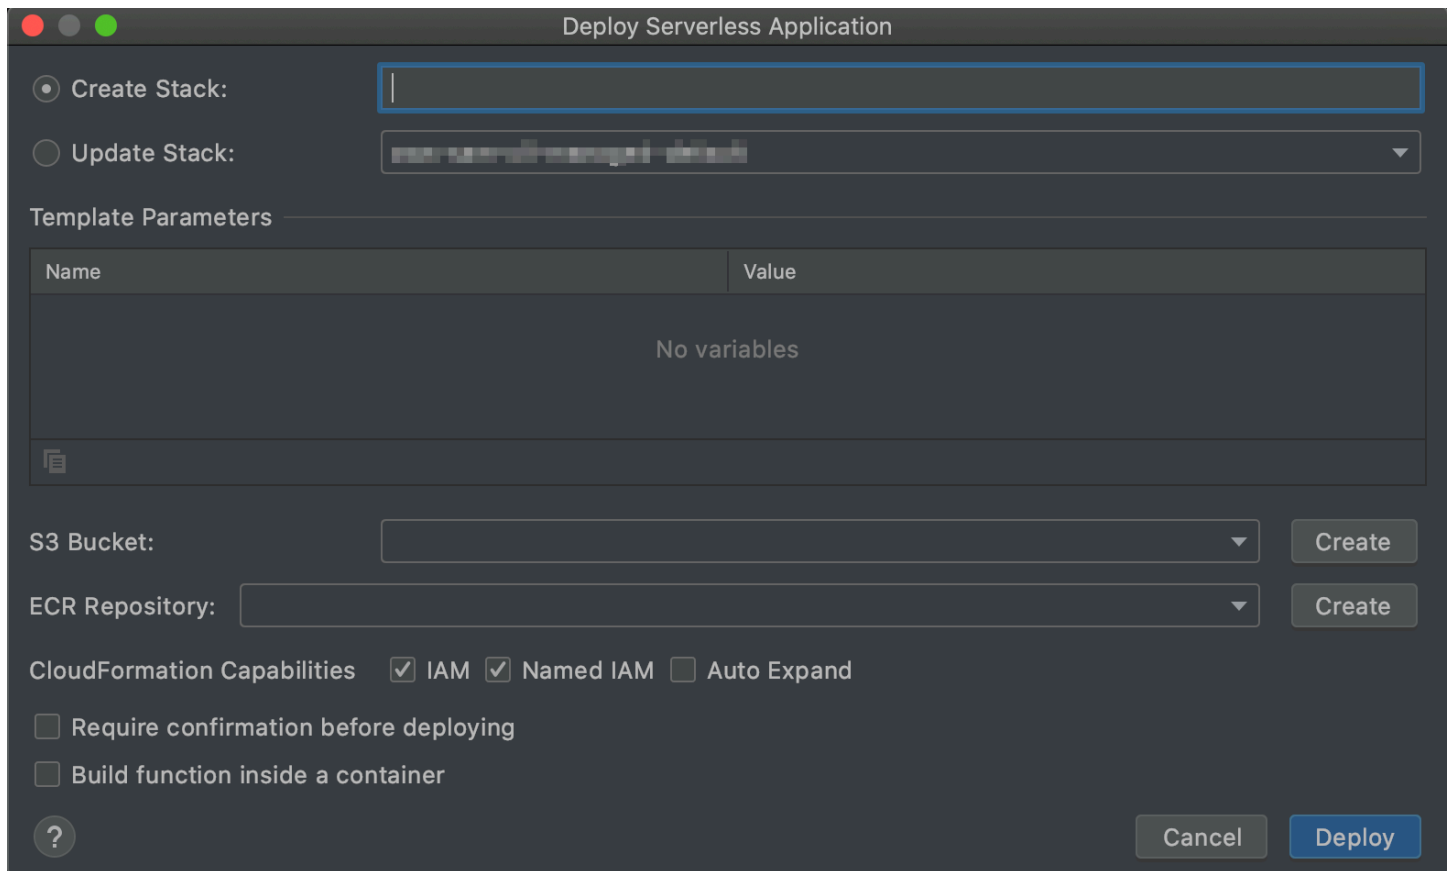 Deploy Serverless Application
Create Stack:
Update Stack:
Template Parameters
Name Value
No variables
S3 Bucket: Create
ECR Repository: Create
CloudFormation Capabilities IAM Named IAM Auto Expand
Require confirmation before deploying
Build function inside a container
? Cancel Deploy